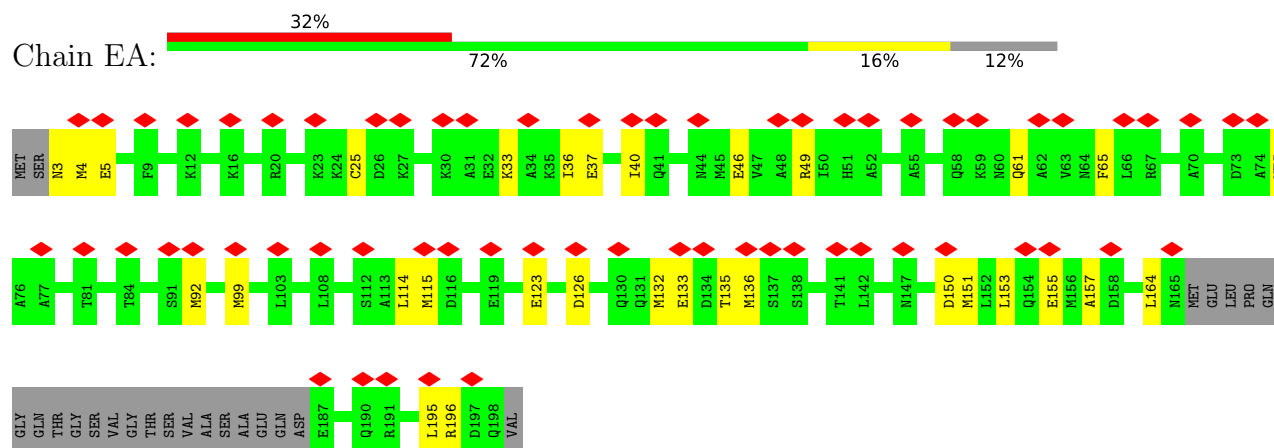 32%
Chain EA:
72% 16% 12%
MET SER N3 M4 E5 F9 K12 K16 R20 K23 K24 C25 D26 K27 K30 A31 E32 K33 A34 K35 I36 E37 I40 Q41 N44 M45 E46 V47 A48 R49 I50 H51 A52 A55 Q58 K59 N60 Q61 A62 V63 N64 F65 L66 R67 A70 D73 A74
A76 A77 T81 T84 S91 M92 M99 L103 L108 S112 A113 L114 M115 D116 E119 E123 D126 Q130 Q131 M132 E133 D134 T135 M136 S137 S138 T141 L142 N147 D150 M151 L152 L153 Q154 E155 M156 A157 D158 L164 N165 MET GLU LEU PRO GLN
GLY GLN THR GLY SER VAL GLY THR SER VAL ALA SER ALA GLU GLN ASP E187 Q190 R191 L195 R196 D197 Q198 VAL